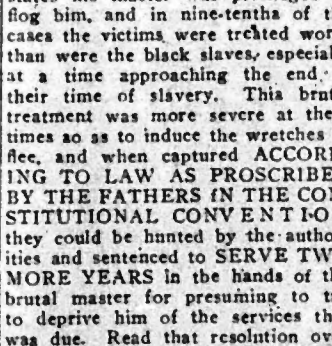 flog him, and in nine-tenths of
cases the victims were treated wor
than were the black slaves, especial
at a time approaching the end,
their time of slavery. This brut
treatment was more severe at the
times ao as to induce the wretches
flee, and when captured ACCORD
ING TO LAW AS PROSCRIBE
BY THE FATHERS IN THE CO
STITUTIONAL CONVENTIO
they could be hunted by the autho
ities and sentenced to SERVE TW
MORE YEARS in the hands of t
brutal master for presuming to t
to deprive him of the services th
was due. Read that resolution ov